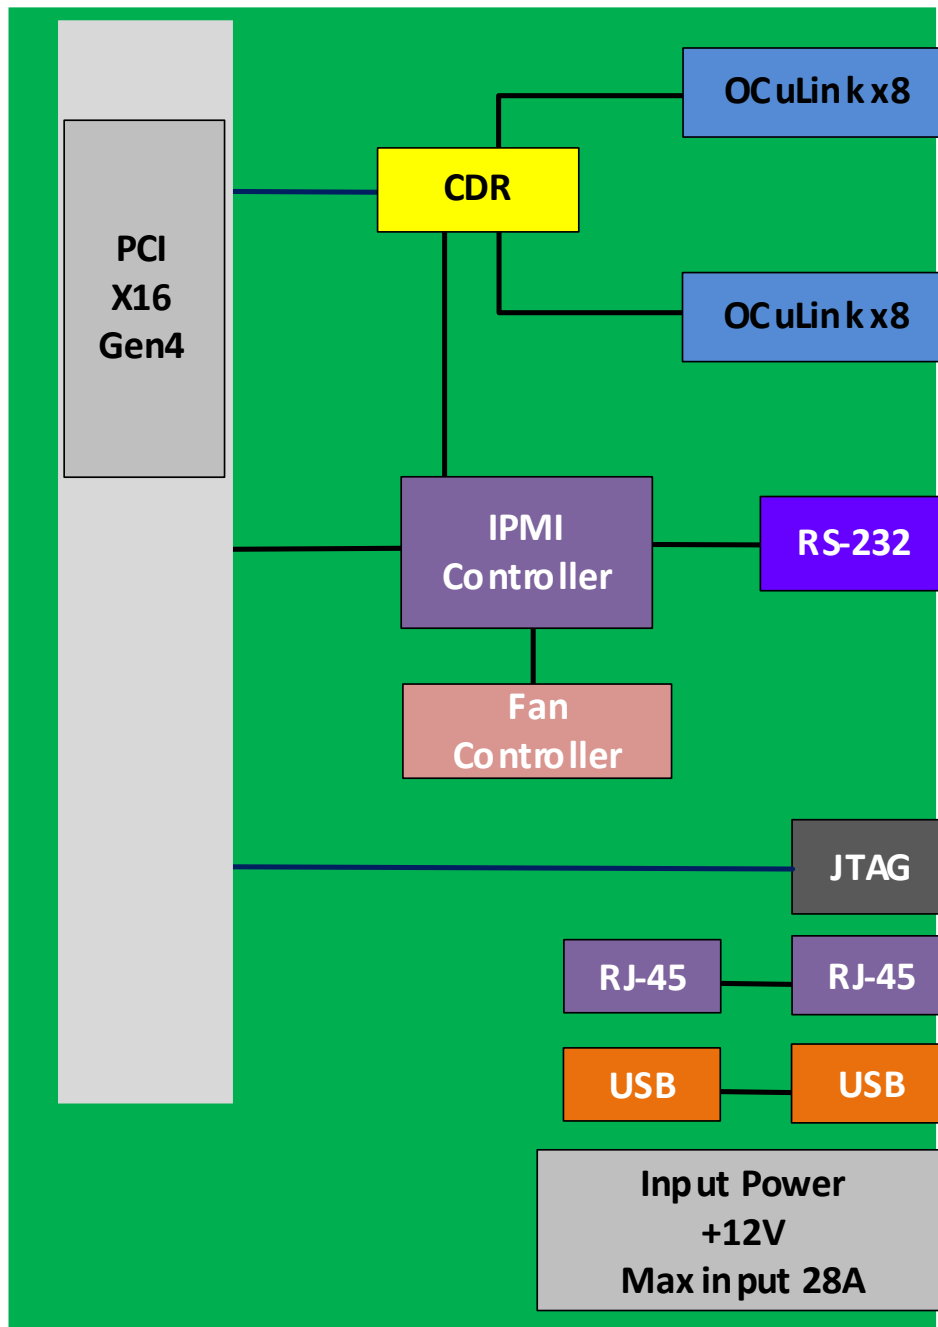 OCuLink x8
CDR
PCI
X16
Gen4
OCuLink x8
IPMI
Controller
RS-232
Fan
Controller
JTAG
RJ-45
RJ-45
USB
USB
Input Power
+12V
Max input 28A